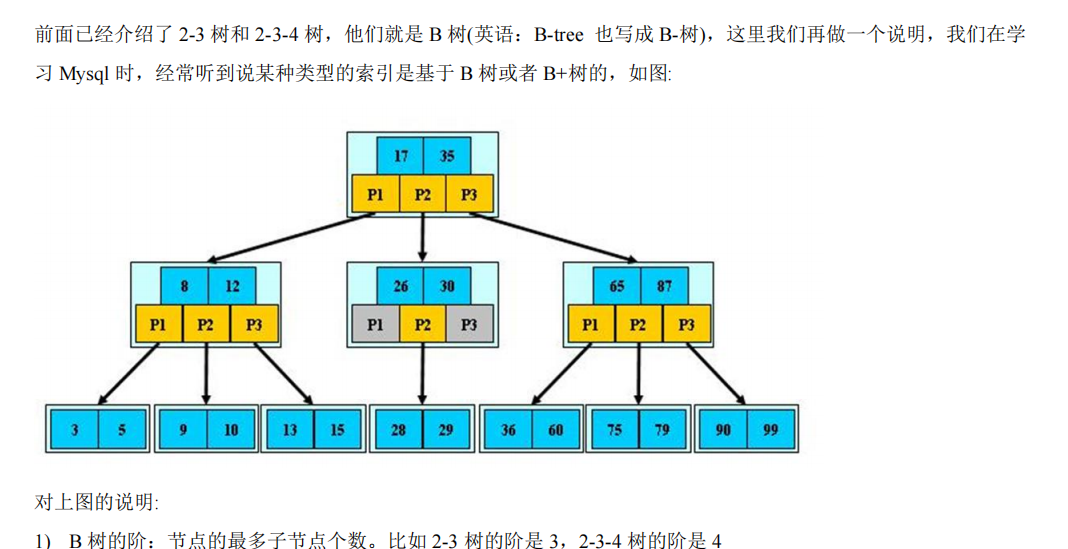 前面已经介绍了 2-3 树和 2-3-4 树，他们就是 B 树(英语：B-tree 也写成 B-树)，这里我们再做一个说明，我们在学
习 Mysql 时，经常听到说某种类型的索引是基于 B 树或者 B+树的，如图:
17 35
P1 P2 P3
8 12 26 30 65 87
P1 P2 P3 P1 P2 P3 P1 P2 P3
3 5 9 10 13 15 28 29 36 60 75 79 90 99
对上图的说明:
1) B 树的阶：节点的最多子节点个数。比如 2-3 树的阶是 3，2-3-4 树的阶是 4